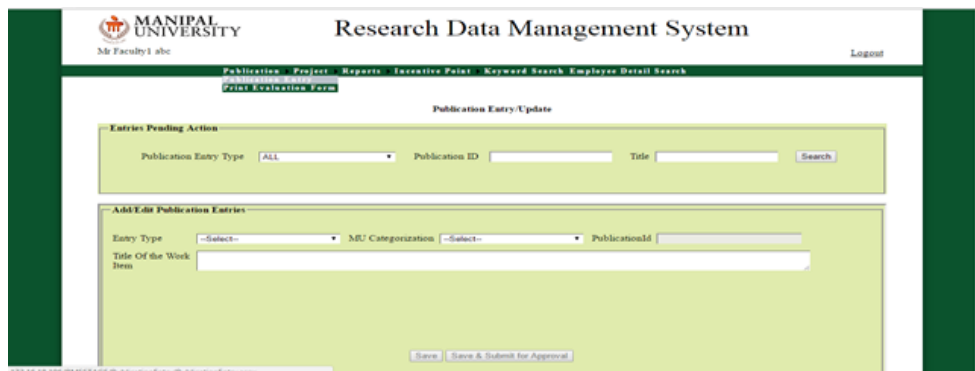 MANIPAL
UNIVERSITY
Research Data Management System
Mr Faculty1 abc
Logout
Publication Project Reports Incentive Point Keyword Search Employee Detail Search
Print Evaluation Form
Publication Entry/Update
Entries Pending Action
Publication Entry Type ALL Publication ID Title Search
Add/Edit Publication Entries
Entry Type --Select-- MU Categorization --Select-- PublicationId
Title Of the Work
Item
Save Save & Submit for Approval